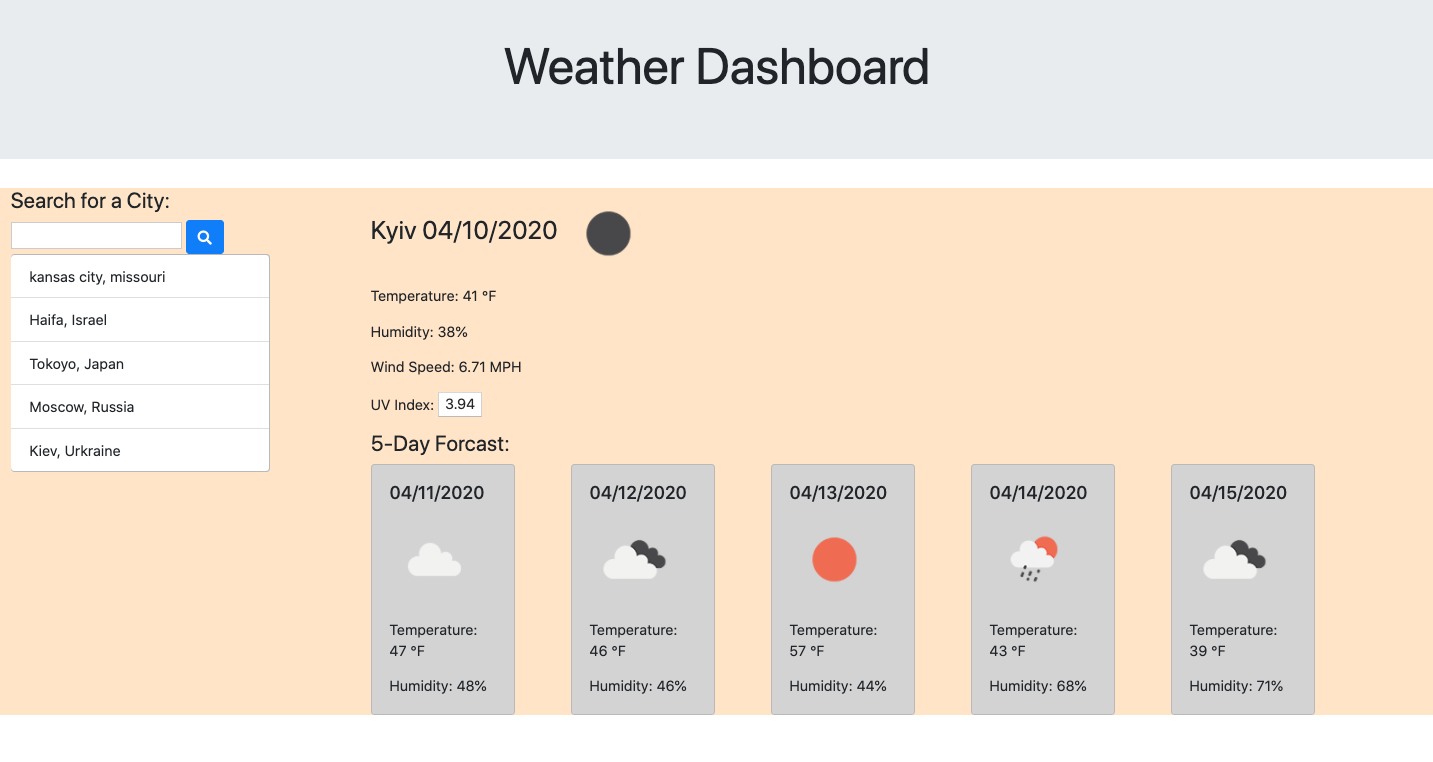 Weather Dashboard
Search for a City:
kansas city, missouri
Haifa, Israel
Tokoyo, Japan
Moscow, Russia
Kiev, Urkraine
Kyiv 04/10/2020
Temperature: 41 °F
Humidity: 38%
Wind Speed: 6.71 MPH
UV Index: 3.94
5-Day Forcast:
04/11/2020
Temperature:
47 °F
Humidity: 48%
04/12/2020
Temperature:
46 °F
Humidity: 46%
04/13/2020
Temperature:
57 °F
Humidity: 44%
04/14/2020
Temperature:
43 °F
Humidity: 68%
04/15/2020
Temperature:
39 °F
Humidity: 71%